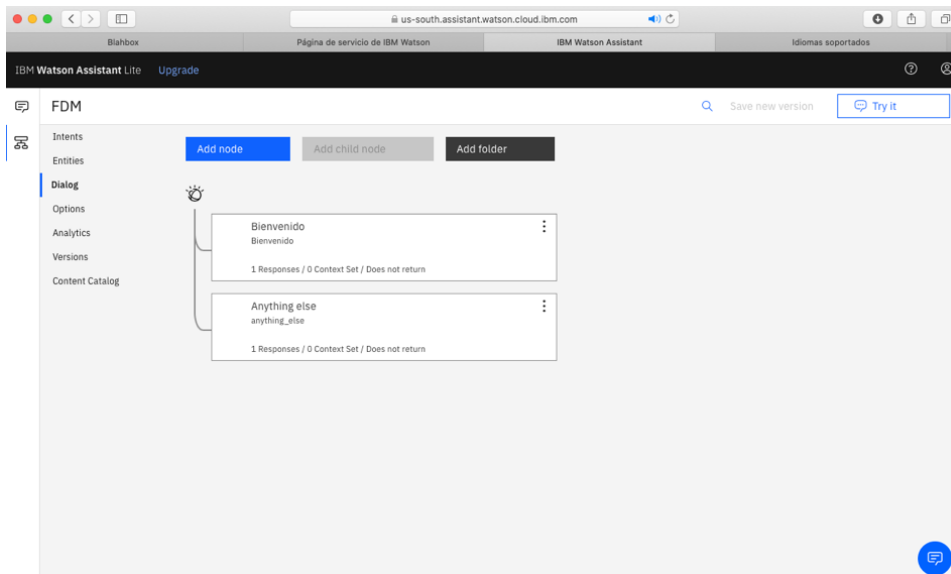 us-south.assistant.watson.cloud.ibm.com
Blahbox
Página de servicio de IBM Watson
IBM Watson Assistant
Idiomas soportados
IBM Watson Assistant Lite Upgrade
FDM
Save new version
Try it
Intents
Entities
Dialog
Options
Analytics
Versions
Content Catalog
Add node
Add child node
Add folder
Bienvenido
Bienvenido
1 Responses / 0 Context Set / Does not return
Anything else
anything_else
1 Responses / 0 Context Set / Does not return